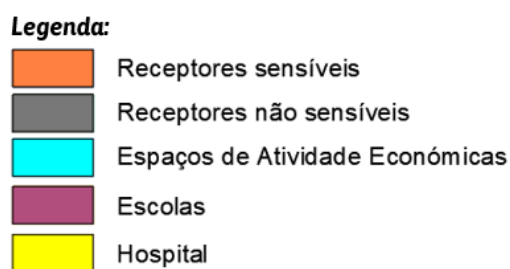 Legenda:
Receptores sensíveis
Receptores não sensíveis
Espaços de Atividade Económicas
Escolas
Hospital